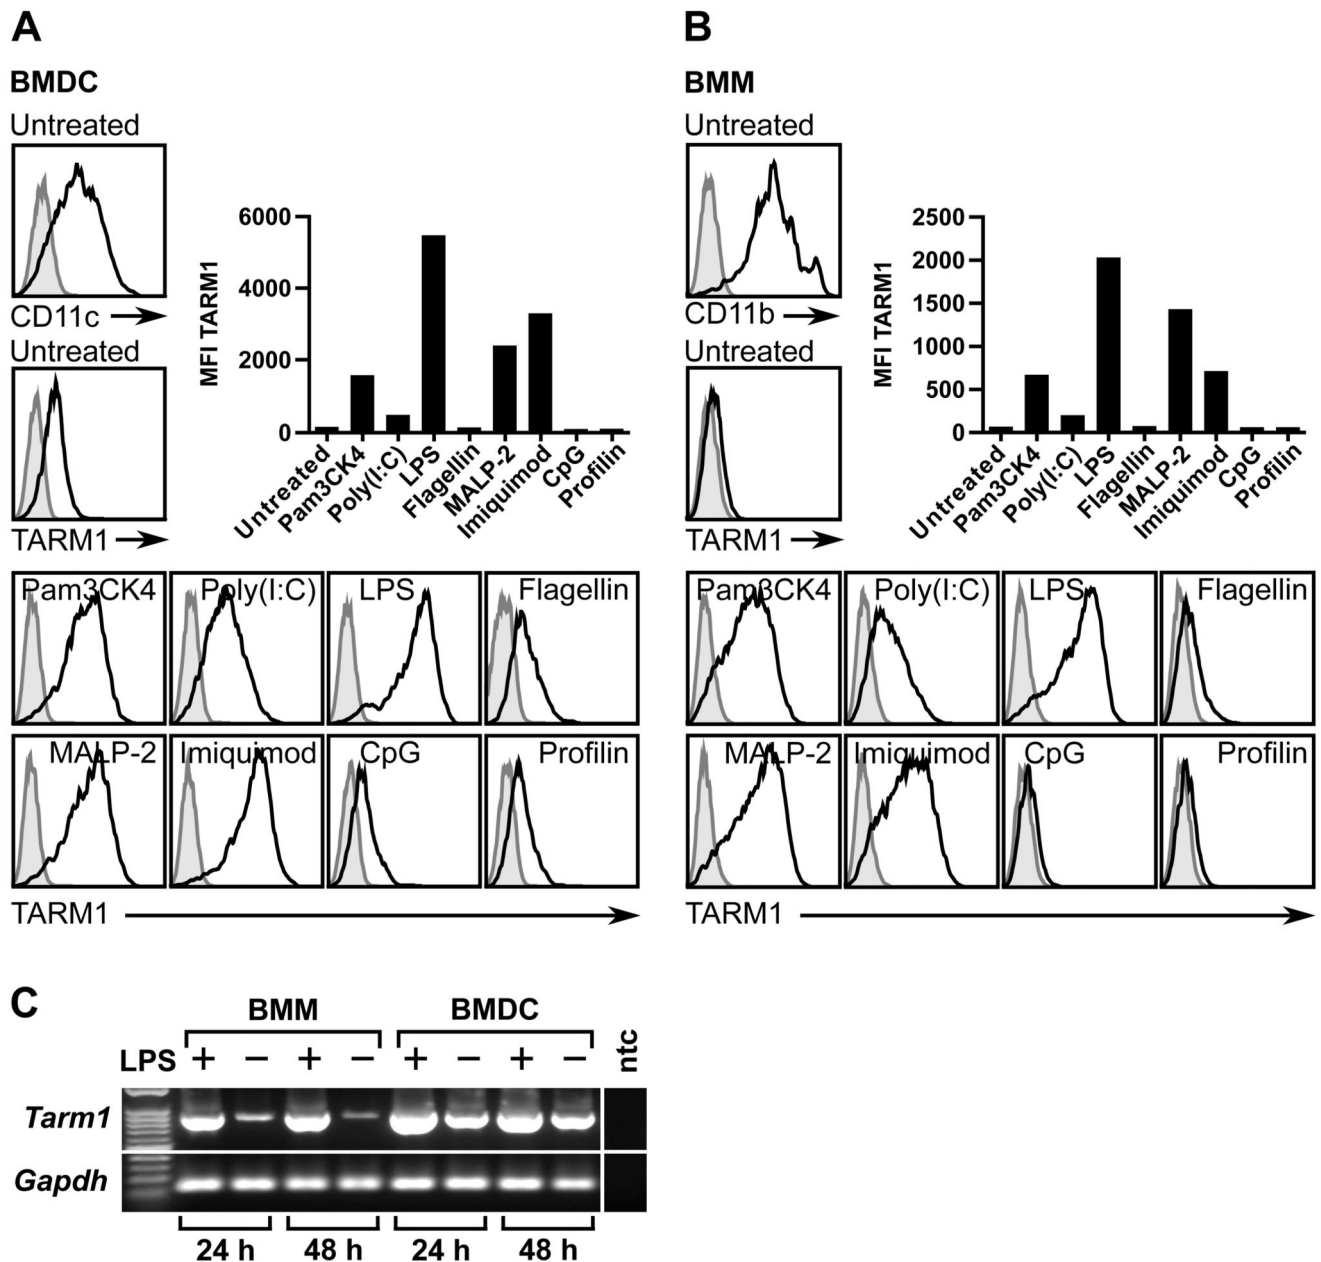 A
BMDC
Untreated
CD11c
Untreated
TARM1
MFI TARM1
6000
4000
2000
0
Untreated
Pam3CK4
Poly(I:C)
LPS
Flagellin
MALP-2
Imiquimod
CpG
Profilin
Pam3CK4 Poly(I:C) LPS Flagellin
MALP-2 Imiquimod CpG Profilin
TARM1
B
BMM
Untreated
CD11b
Untreated
TARM1
MFI TARM1
2500
2000
1500
1000
500
0
Untreated
Pam3CK4
Poly(I:C)
LPS
Flagellin
MALP-2
Imiquimod
CpG
Profilin
Pam3CK4 Poly(I:C) LPS Flagellin
MALP-2 Imiquimod CpG Profilin
TARM1
C
BMM BMDC
LPS + − + − + − + − ntc
Tarm1
Gapdh
24 h 48 h 24 h 48 h